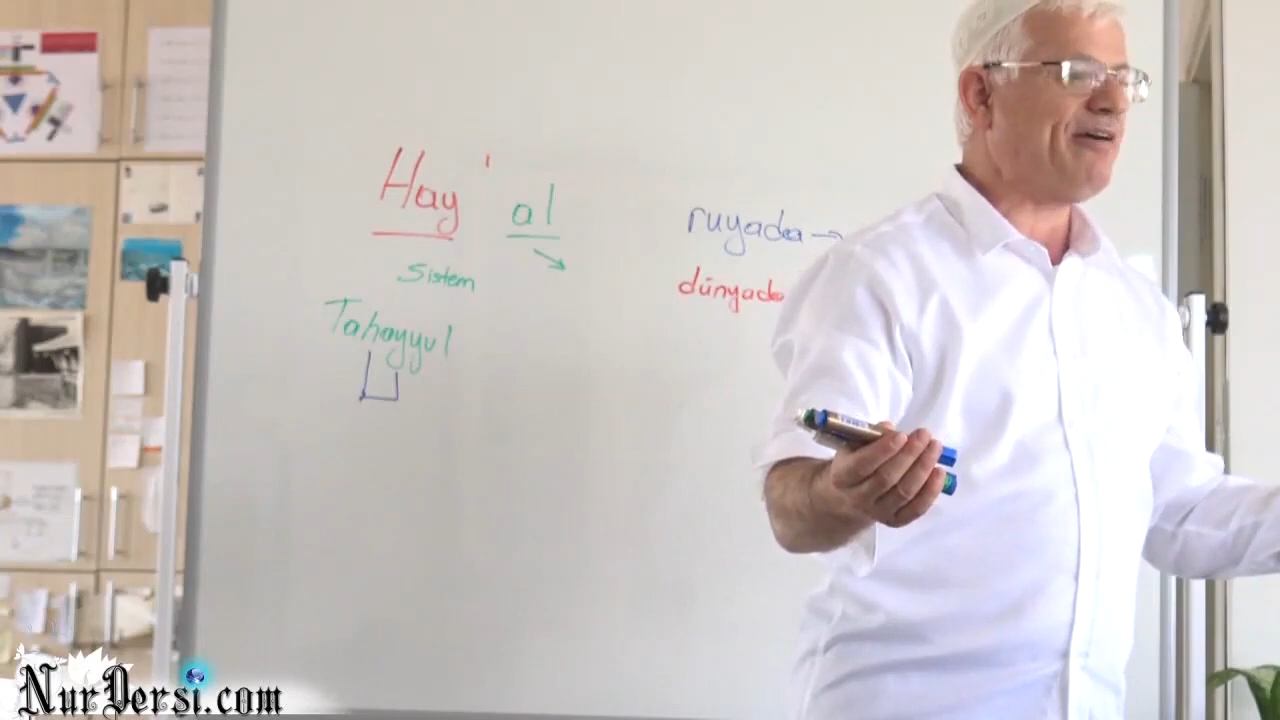 Hay ' al
Sistem
Tahayyul
ruyada →
dünyada
NurDersi.com